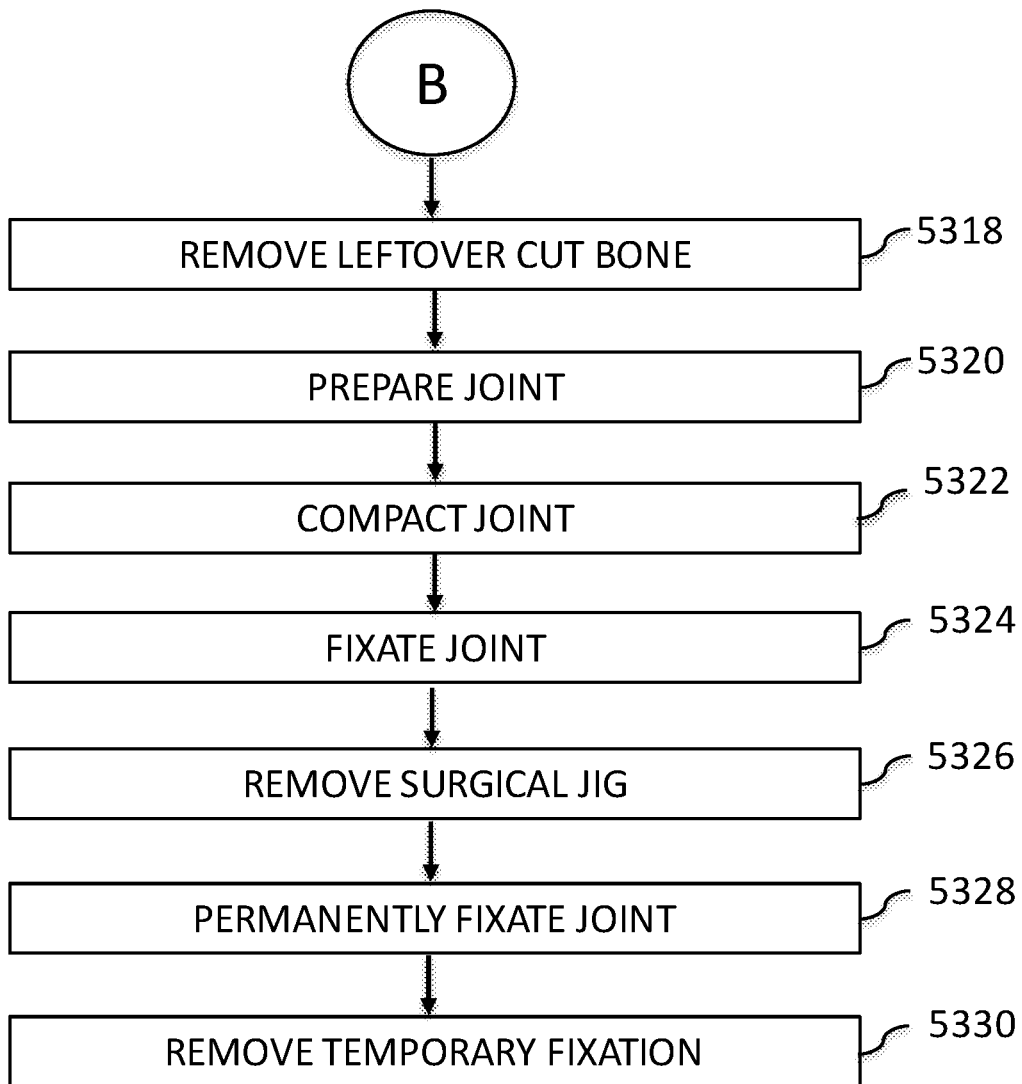 B
REMOVE LEFTOVER CUT BONE
5318
PREPARE JOINT
5320
COMPACT JOINT
5322
FIXATE JOINT
5324
REMOVE SURGICAL JIG
5326
PERMANENTLY FIXATE JOINT
5328
REMOVE TEMPORARY FIXATION
5330